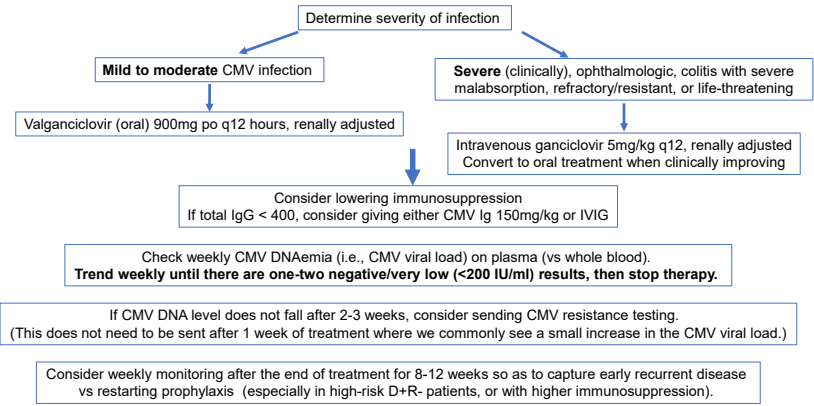 Determine severity of infection
Mild to moderate CMV infection
Severe (clinically), ophthalmologic, colitis with severe
malabsorption, refractory/resistant, or life-threatening
Valganciclovir (oral) 900mg po q12 hours, renally adjusted
Intravenous ganciclovir 5mg/kg q12, renally adjusted
Convert to oral treatment when clinically improving
Consider lowering immunosuppression
If total IgG < 400, consider giving either CMV Ig 150mg/kg or IVIG
Check weekly CMV DNAemia (i.e., CMV viral load) on plasma (vs whole blood).
Trend weekly until there are one-two negative/very low (<200 IU/ml) results, then stop therapy.
If CMV DNA level does not fall after 2-3 weeks, consider sending CMV resistance testing.
(This does not need to be sent after 1 week of treatment where we commonly see a small increase in the CMV viral load.)
Consider weekly monitoring after the end of treatment for 8-12 weeks so as to capture early recurrent disease
vs restarting prophylaxis (especially in high-risk D+R- patients, or with higher immunosuppression).